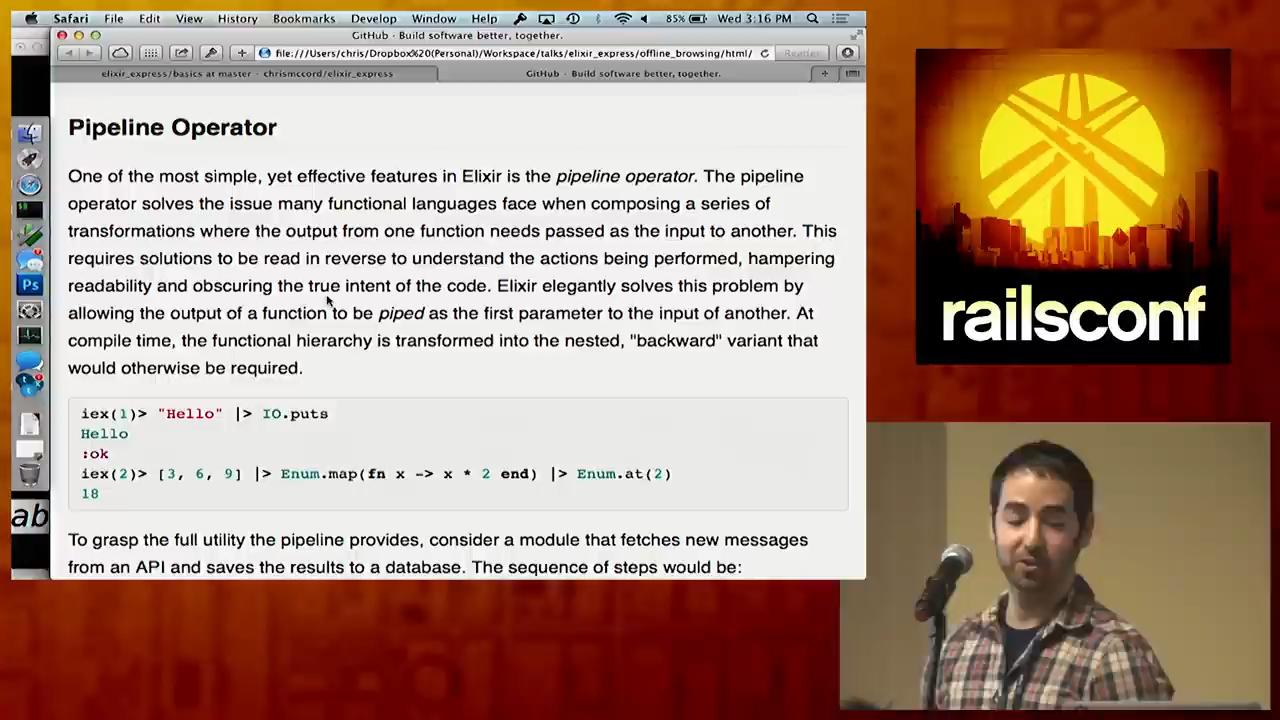 Safari File Edit View History Bookmarks Develop Window Help 85% Wed 3:16 PM
GitHub · Build software better, together.
file:///Users/chris/Dropbox%20(Personal)/Workspace/talks/elixir_express/offline_browsing/html/ Reader
elixir_express/basics at master · chrismccord/elixir_express GitHub · Build software better, together.
Pipeline Operator
One of the most simple, yet effective features in Elixir is the pipeline operator. The pipeline
operator solves the issue many functional languages face when composing a series of
transformations where the output from one function needs passed as the input to another. This
requires solutions to be read in reverse to understand the actions being performed, hampering
readability and obscuring the true intent of the code. Elixir elegantly solves this problem by
allowing the output of a function to be piped as the first parameter to the input of another. At
compile time, the functional hierarchy is transformed into the nested, "backward" variant that
would otherwise be required.
iex(1)> "Hello" |> IO.puts
Hello
:ok
iex(2)> [3, 6, 9] |> Enum.map(fn x -> x * 2 end) |> Enum.at(2)
18
To grasp the full utility the pipeline provides, consider a module that fetches new messages
from an API and saves the results to a database. The sequence of steps would be:
Ps
ab
railsconf